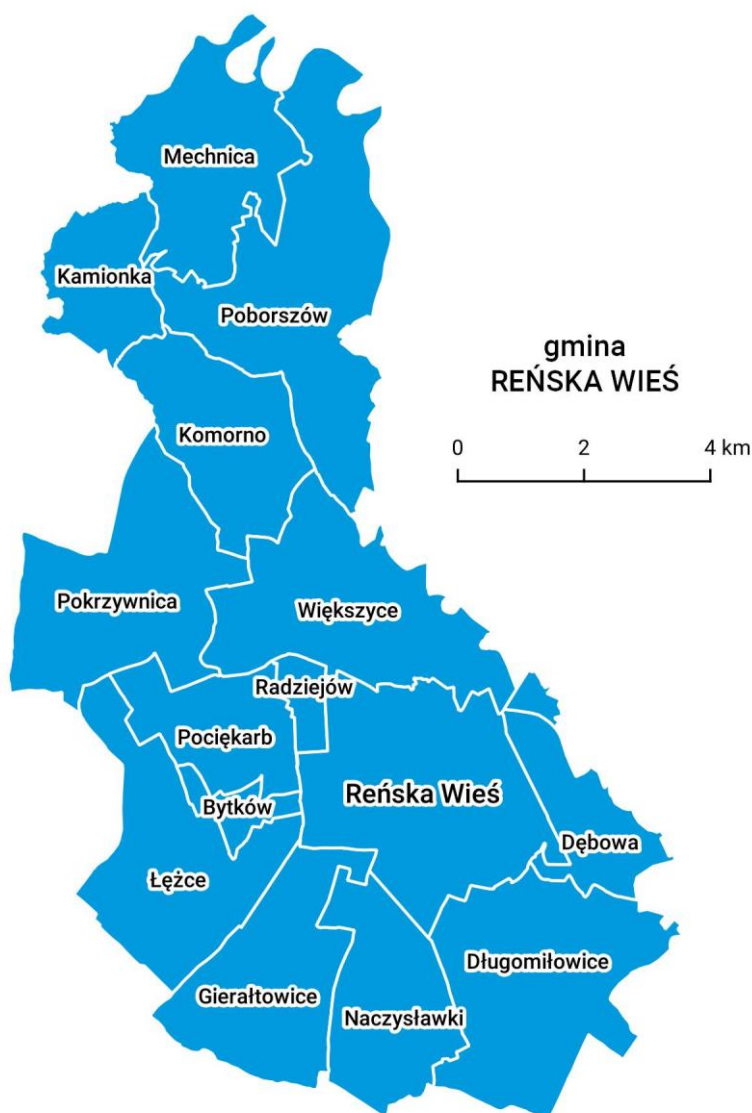 Mechnica
Kamionka
Poborszów
gmina
REŃSKA WIEŚ
Komorno
0 2 4 km
Pokrzywnica
Większyce
Radziejów
Pociękarb
Reńska Wieś
Bytków
Dębowa
Łężce
Długomiłowice
Gierałtowice
Naczysławki